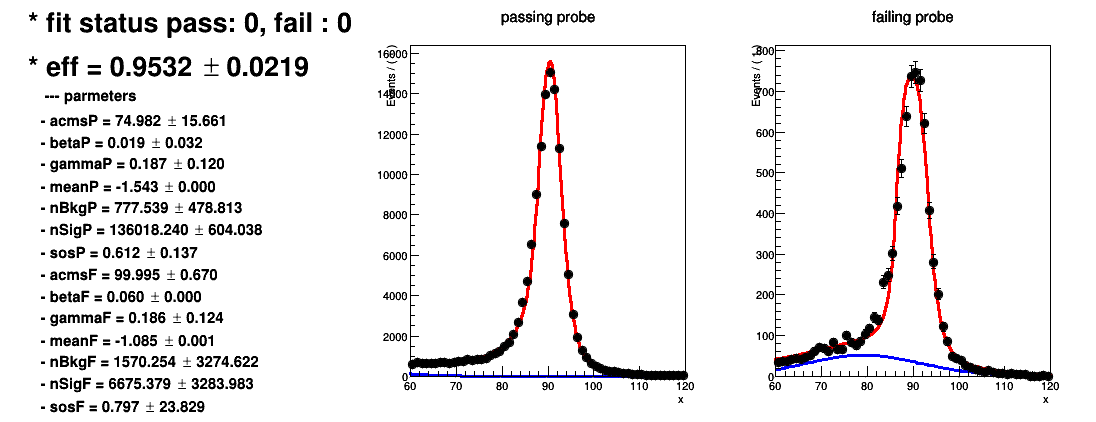 * fit status pass: 0, fail : 0
* eff = 0.9532 ± 0.0219
--- parmeters
- acmsP = 74.982 ± 15.661
- betaP = 0.019 ± 0.032
- gammaP = 0.187 ± 0.120
- meanP = -1.543 ± 0.000
- nBkgP = 777.539 ± 478.813
- nSigP = 136018.240 ± 604.038
- sosP = 0.612 ± 0.137
- acmsF = 99.995 ± 0.670
- betaF = 0.060 ± 0.000
- gammaF = 0.186 ± 0.124
- meanF = -1.085 ± 0.001
- nBkgF = 1570.254 ± 3274.622
- nSigF = 6675.379 ± 3283.983
- sosF = 0.797 ± 23.829
passing probe
Events / ( )
16000
14000
12000
10000
8000
6000
4000
2000
0
60 70 80 90 100 110 120
x
failing probe
Events / ( )
800
700
600
500
400
300
200
100
0
60 70 80 90 100 110 120
x